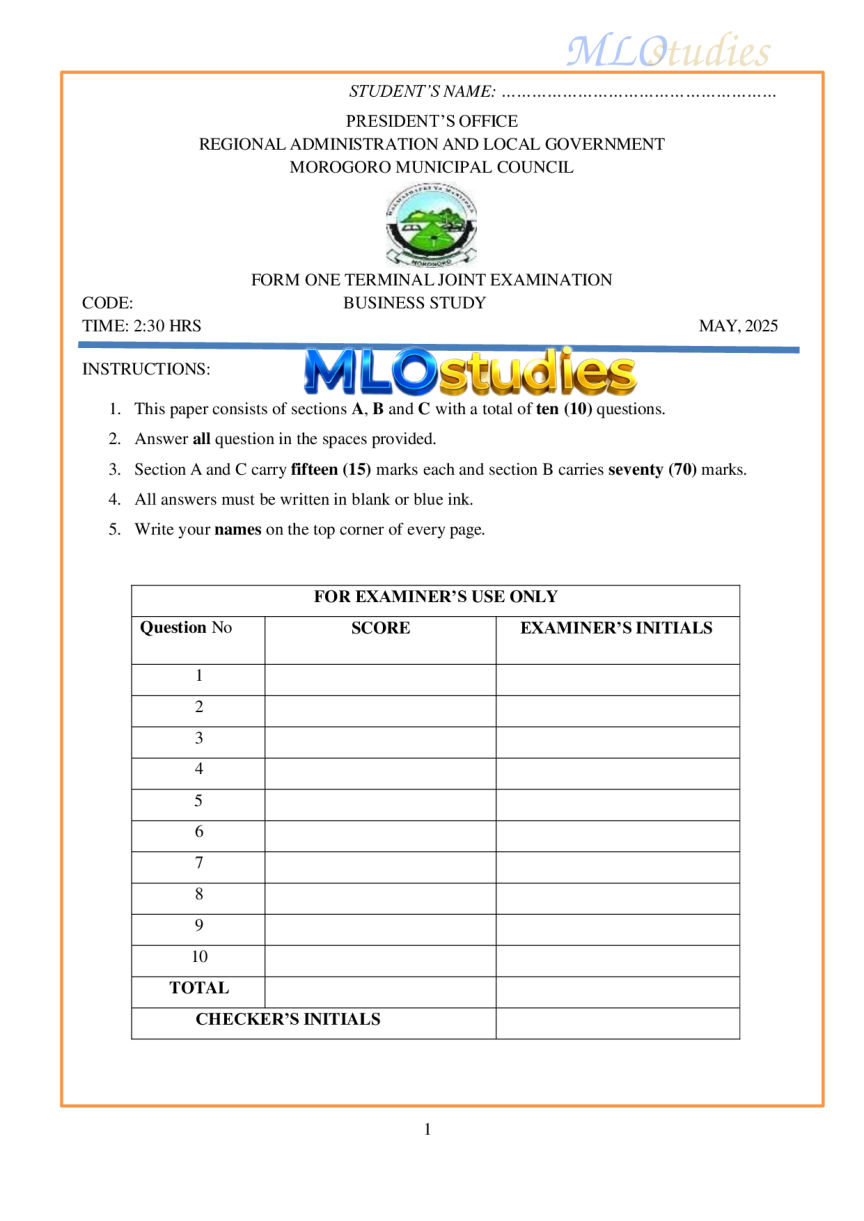 MLOstudies
STUDENT’S NAME: ………………………………………………
PRESIDENT’S OFFICE
REGIONAL ADMINISTRATION AND LOCAL GOVERNMENT
MOROGORO MUNICIPAL COUNCIL
MOROGORO
FORM ONE TERMINAL JOINT EXAMINATION
CODE: BUSINESS STUDY
TIME: 2:30 HRS MAY, 2025
INSTRUCTIONS:
MLOstudies
1. This paper consists of sections A, B and C with a total of ten (10) questions.
2. Answer all question in the spaces provided.
3. Section A and C carry fifteen (15) marks each and section B carries seventy (70) marks.
4. All answers must be written in blank or blue ink.
5. Write your names on the top corner of every page.
FOR EXAMINER’S USE ONLY
Question No SCORE EXAMINER’S INITIALS
1
2
3
4
5
6
7
8
9
10
TOTAL
CHECKER’S INITIALS
1